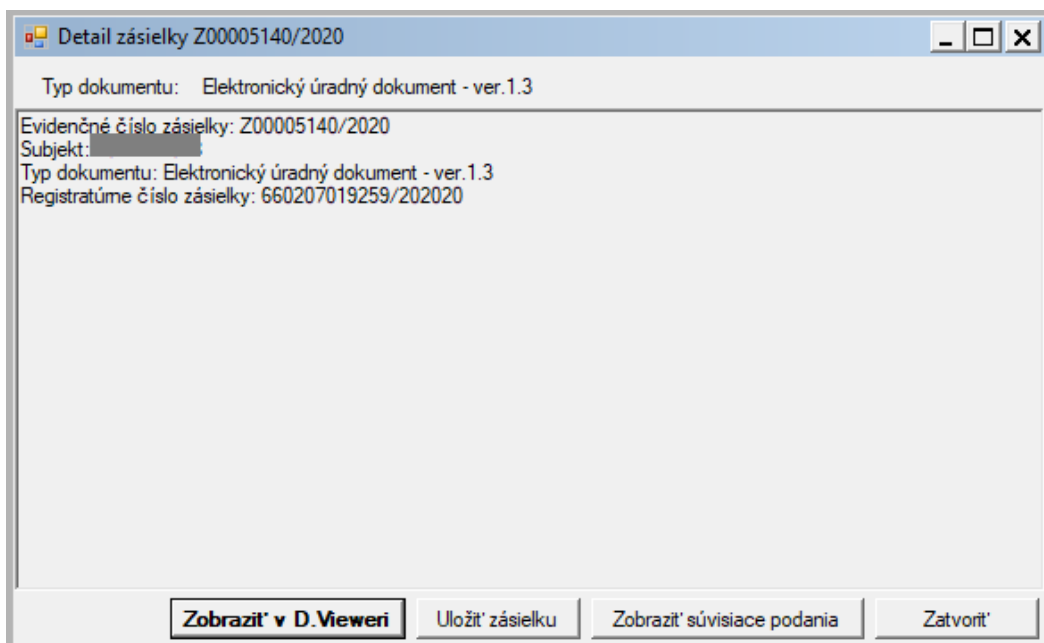 Detail zásielky Z00005140/2020
Typ dokumentu: Elektronický úradný dokument - ver.1.3
Evidenčné číslo zásielky: Z00005140/2020
Subjekt:
Typ dokumentu: Elektronický úradný dokument - ver.1.3
Registratúrne číslo zásielky: 660207019259/202020
Zobraziť v D.Vieweri Uložiť zásielku Zobraziť súvisiace podania Zatvoriť